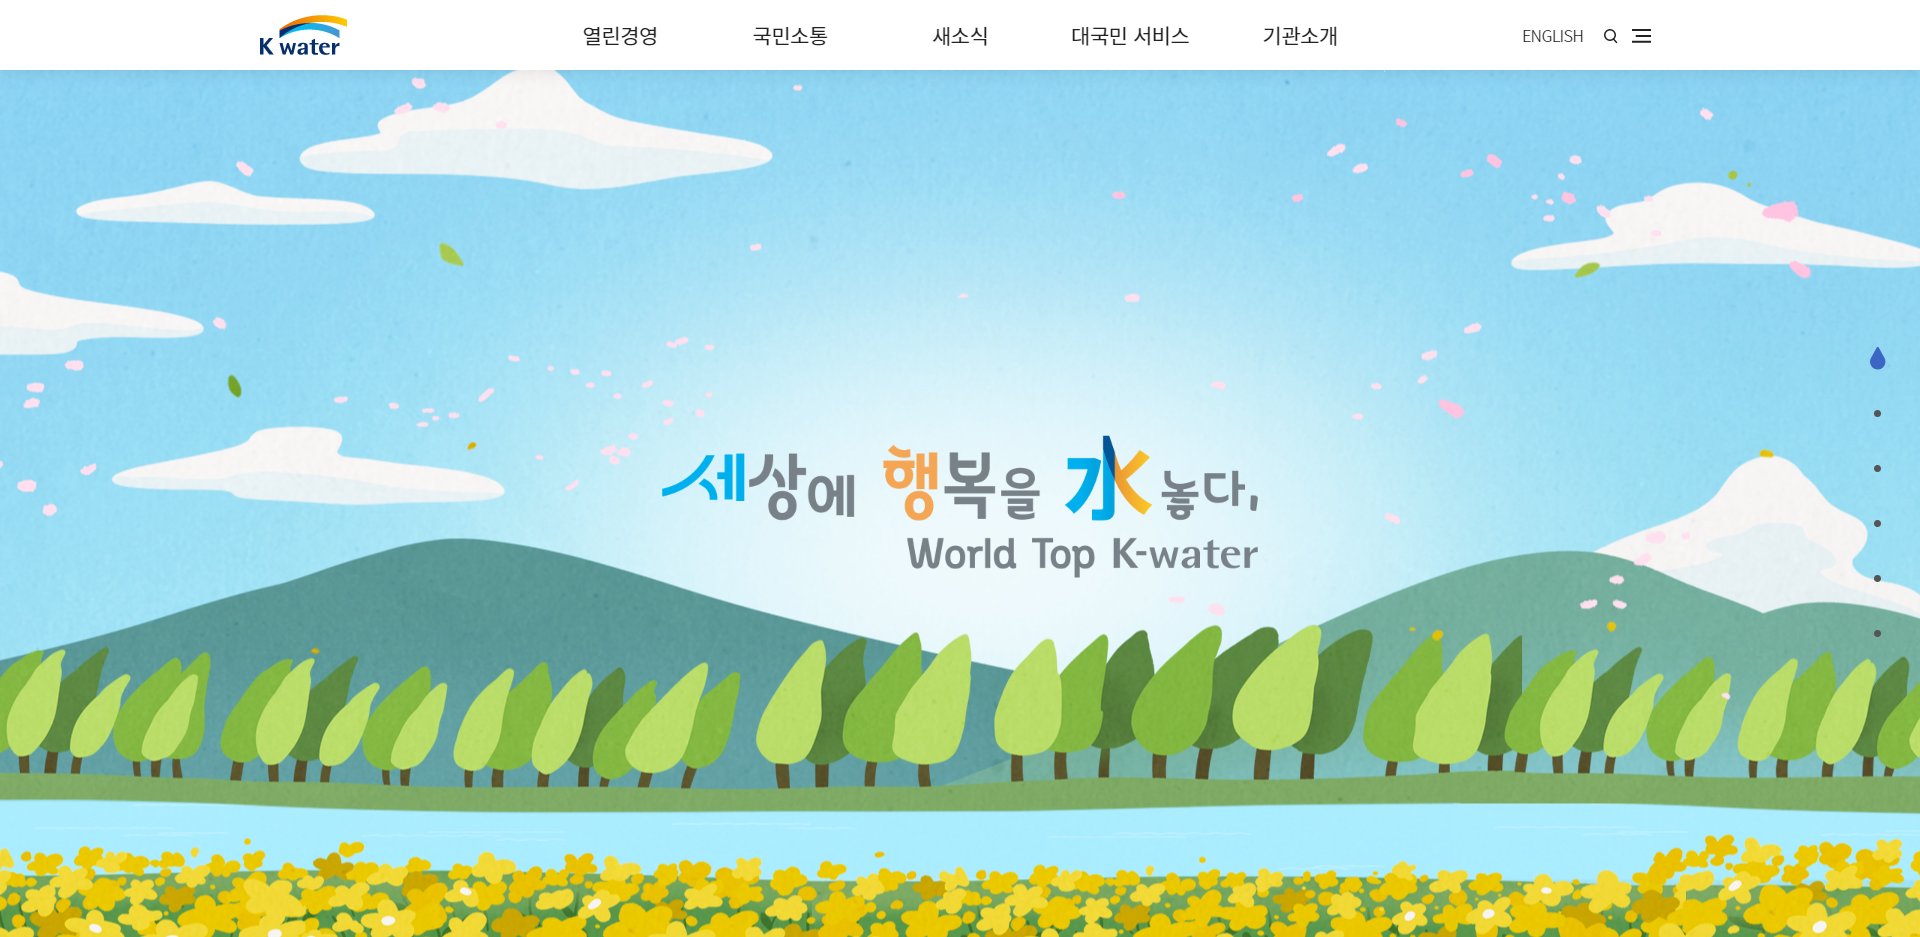 K water
열린경영
국민소통
새소식
대국민 서비스
기관소개
ENGLISH
세상에 행복을 水놓다,
World Top K-water